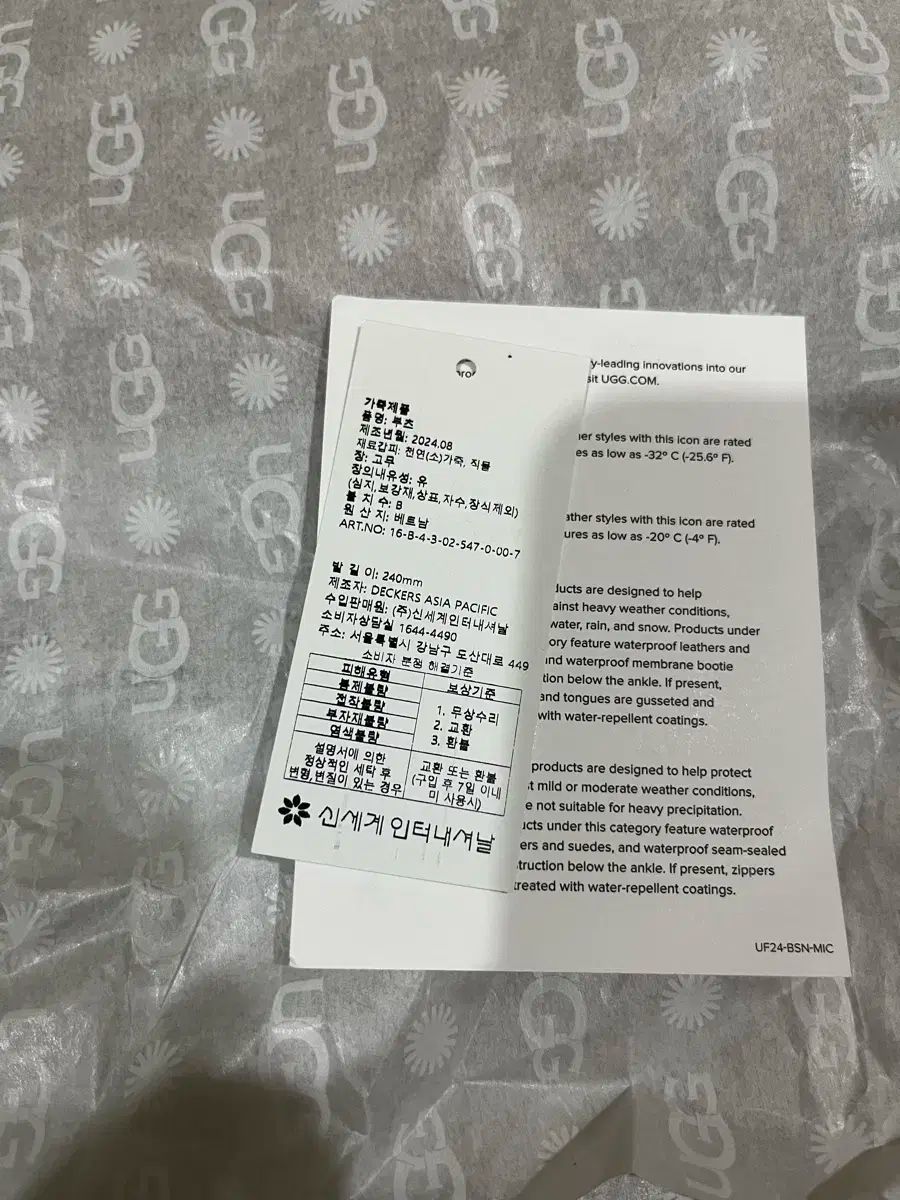 가죽제품
품명: 부츠
제조년월: 2024.08
재료갑피: 천연(소)가죽, 직물
창: 고무
창의내유성: 유
(심지,보강재,상표,자수,장식제외)
볼 치 수: B
원 산 지: 베트남
ART.NO: 16-B-4-3-02-547-0-00-7
발 길 이: 240mm
제조자: DECKERS ASIA PACIFIC
수입판매원: (주)신세계인터내셔날
소비자상담실 1644-4490
주소: 서울특별시 강남구 도산대로 449
소비자 분쟁 해결기준
피해유형
보상기준
봉제불량
접착불량
부자재불량
염색불량
1. 무상수리
2. 교환
3. 환불
설명서에 의한
정상적인 세탁 후
변형,변질이 있는 경우
교환 또는 환불
(구입 후 7일 이내
미 사용시)
신세계인터내셔날
y-leading innovations into our
sit UGG.COM.
her styles with this icon are rated
es as low as -32° C (-25.6° F).
ather styles with this icon are rated
ures as low as -20° C (-4° F).
ducts are designed to help
ainst heavy weather conditions,
water, rain, and snow. Products under
ory feature waterproof leathers and
and waterproof membrane bootie
tion below the ankle. If present,
and tongues are gusseted and
with water-repellent coatings.
products are designed to help protect
t mild or moderate weather conditions,
e not suitable for heavy precipitation.
ucts under this category feature waterproof
ers and suedes, and waterproof seam-sealed
truction below the ankle. If present, zippers
treated with water-repellent coatings.
UF24-BSN-MIC
UGG